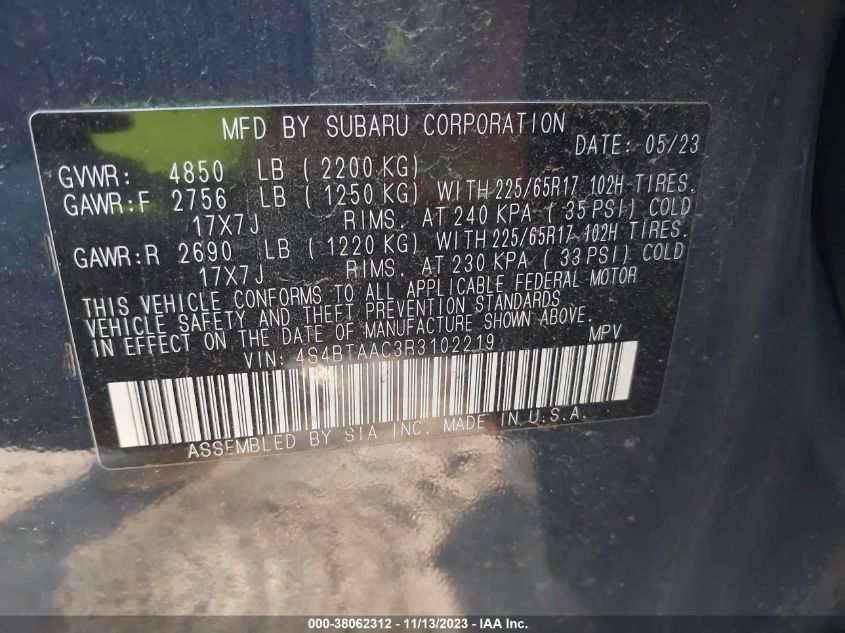 MFD BY SUBARU CORPORATION
DATE: 05/23
GVWR: 4850 LB ( 2200 KG)
GAWR:F 2756 LB ( 1250 KG) WITH 225/65R17 102H TIRES.
17X7J RIMS. AT 240 KPA ( 35 PSI) COLD
GAWR:R 2690 LB ( 1220 KG) WITH 225/65R17 102H TIRES.
17X7J RIMS. AT 230 KPA ( 33 PSI) COLD
THIS VEHICLE CONFORMS TO ALL APPLICABLE FEDERAL MOTOR
VEHICLE SAFETY AND THEFT PREVENTION STANDARDS
IN EFFECT ON THE DATE OF MANUFACTURE SHOWN ABOVE.
VIN: 4S4BTAAC3R3102219 MPV
ASSEMBLED BY SIA INC. MADE IN U.S.A.
000-38062312 - 11/13/2023 - IAA Inc.